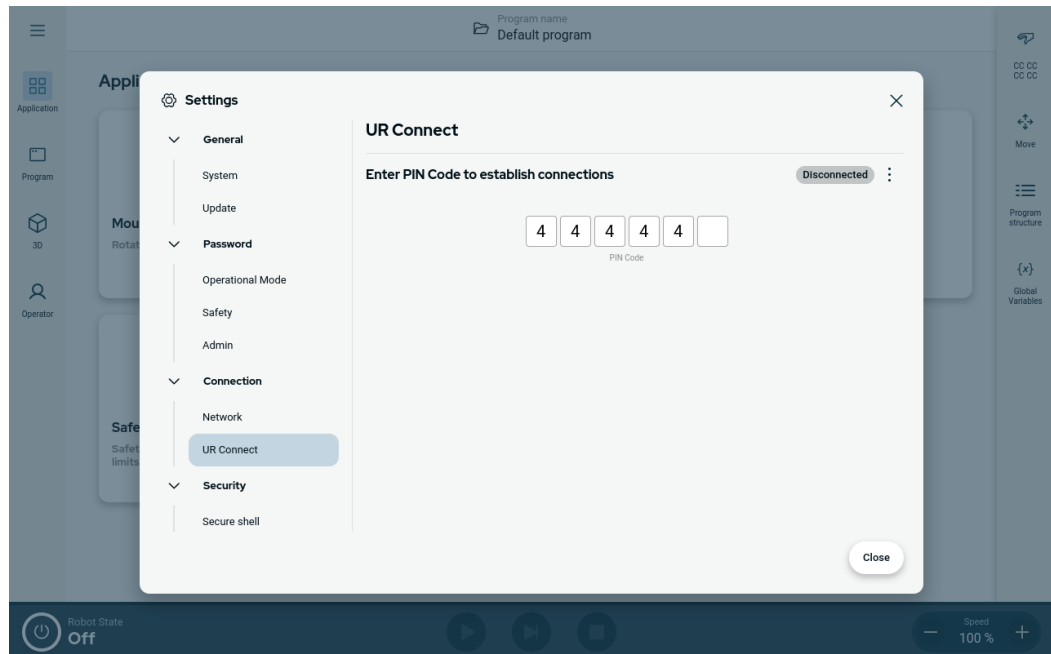 Program name
Default program
Application
Program
3D
Operator
Appli
Mou
Rotat
Safe
Safet
limits
Settings
General
System
Update
Password
Operational Mode
Safety
Admin
Connection
Network
UR Connect
Security
Secure shell
UR Connect
Enter PIN Code to establish connections
Disconnected
4 4 4 4 4
PIN Code
Close
CC CC
CC CC
Move
Program
structure
{x}
Global
Variables
Robot State
Off
Speed
100 %